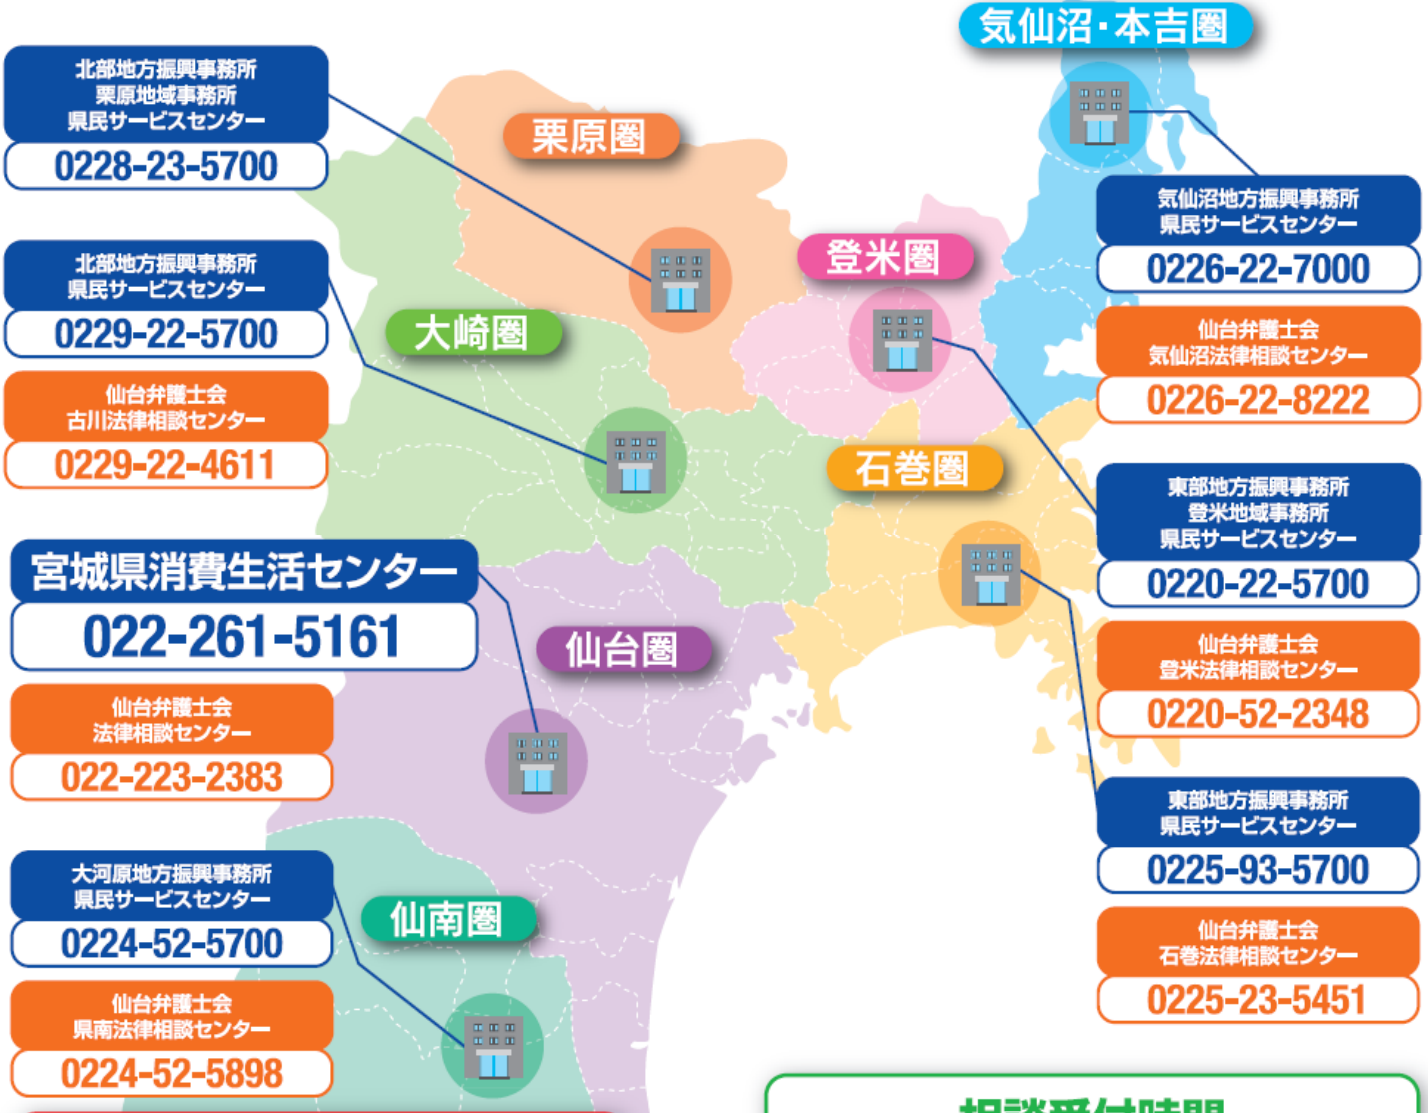 気仙沼・本吉圏
北部地方振興事務所
栗原地域事務所
県民サービスセンター
0228-23-5700
栗原圏
気仙沼地方振興事務所
県民サービスセンター
0226-22-7000
仙台弁護士会
気仙沼法律相談センター
0226-22-8222
北部地方振興事務所
県民サービスセンター
0229-22-5700
仙台弁護士会
古川法律相談センター
0229-22-4611
大崎圏
登米圏
石巻圏
東部地方振興事務所
登米地域事務所
県民サービスセンター
0220-22-5700
仙台弁護士会
登米法律相談センター
0220-52-2348
宮城県消費生活センター
022-261-5161
仙台弁護士会
法律相談センター
022-223-2383
仙台圏
東部地方振興事務所
県民サービスセンター
0225-93-5700
仙台弁護士会
石巻法律相談センター
0225-23-5451
大河原地方振興事務所
県民サービスセンター
0224-52-5700
仙台弁護士会
県南法律相談センター
0224-52-5898
仙南圏
相談受付時間